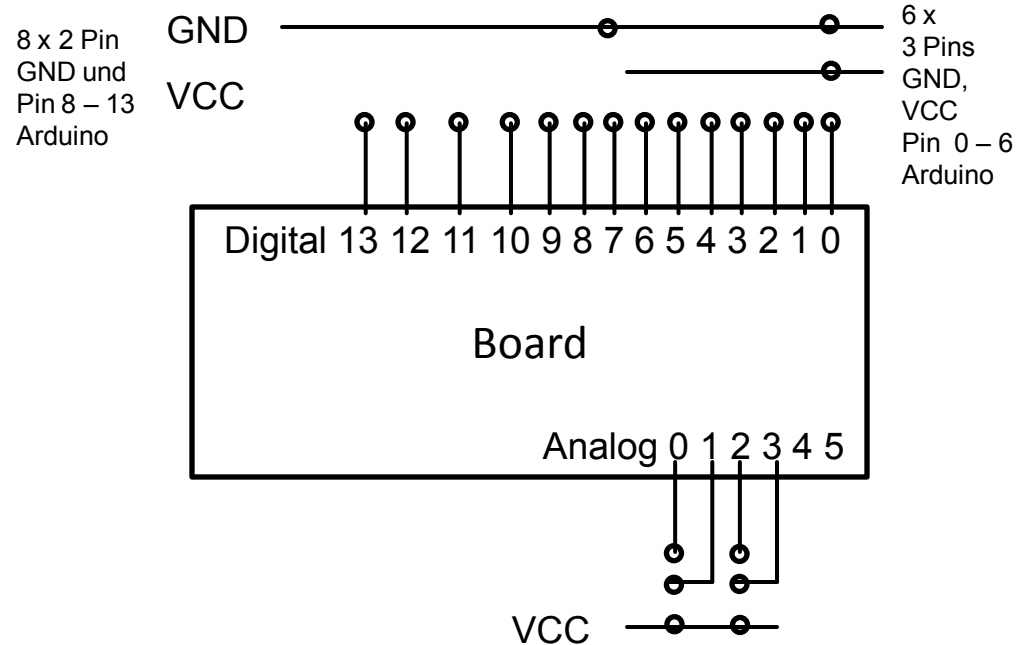 8 x 2 Pin
GND und
Pin 8 – 13
Arduino
GND
VCC
6 x
3 Pins
GND,
VCC
Pin 0 – 6
Arduino
Digital 13 12 11 10 9 8 7 6 5 4 3 2 1 0
Board
Analog 0 1 2 3 4 5
VCC